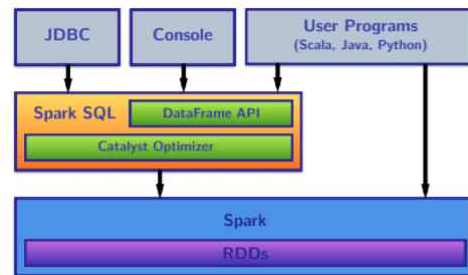 JDBC
Console
User Programs
(Scala, Java, Python)
Spark SQL
DataFrame API
Catalyst Optimizer
Spark
RDDs